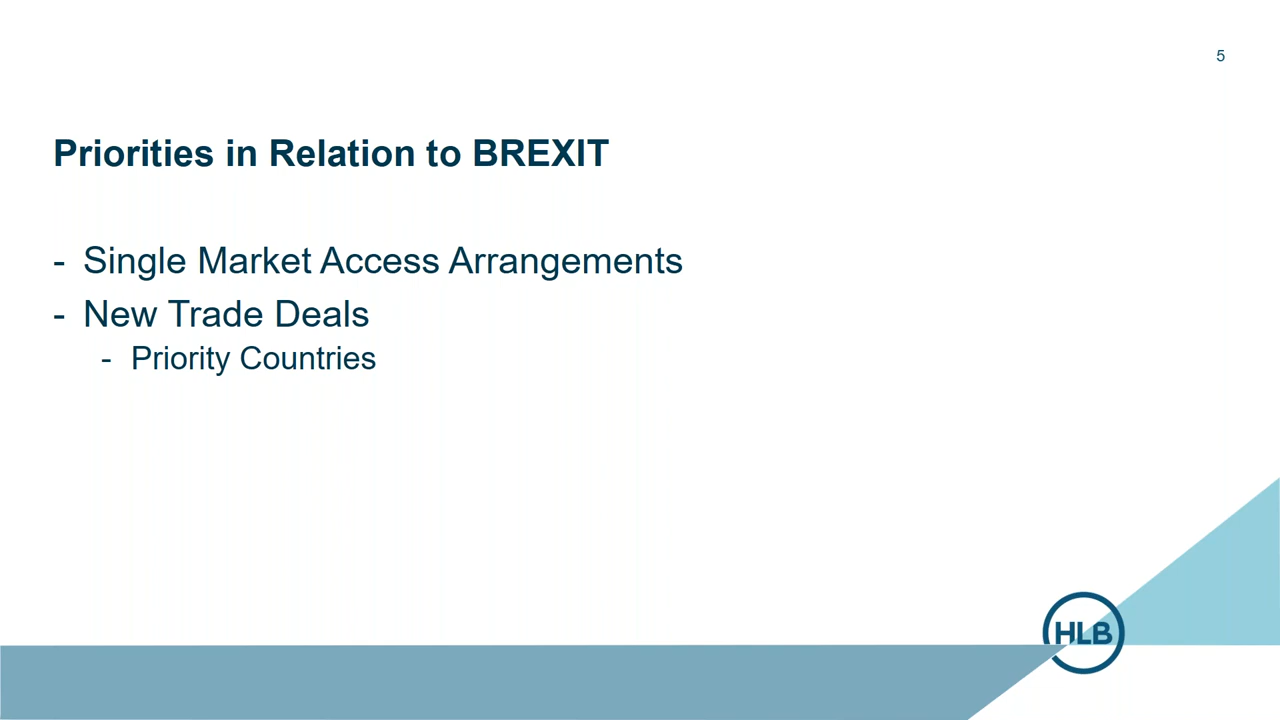 5
Priorities in Relation to BREXIT
- Single Market Access Arrangements
- New Trade Deals
- Priority Countries
HLB